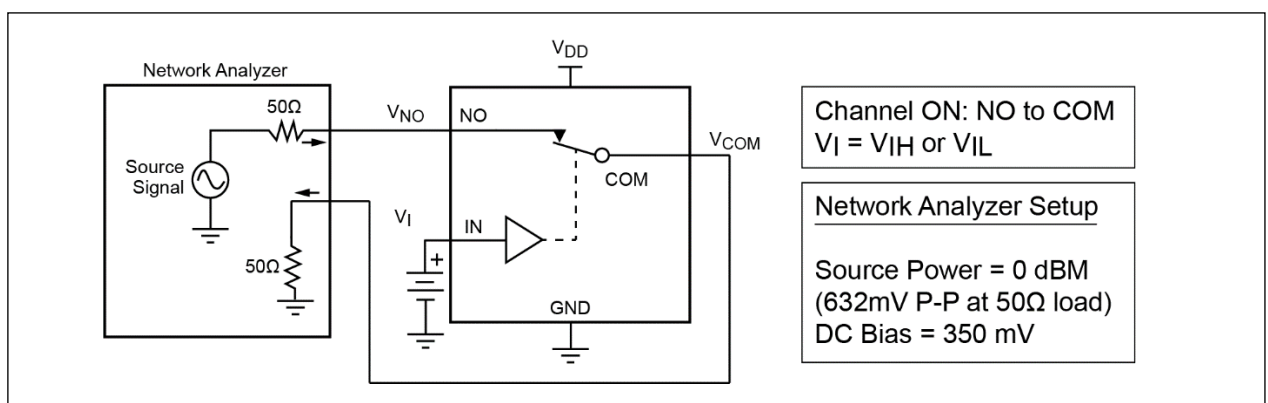 Network Analyzer
50Ω
Source
Signal
50Ω
VNO
VI
VDD
NO
COM
IN
GND
VCOM
Channel ON: NO to COM
VI = VIH or VIL
Network Analyzer Setup
Source Power = 0 dBM
(632mV P-P at 50Ω load)
DC Bias = 350 mV
+